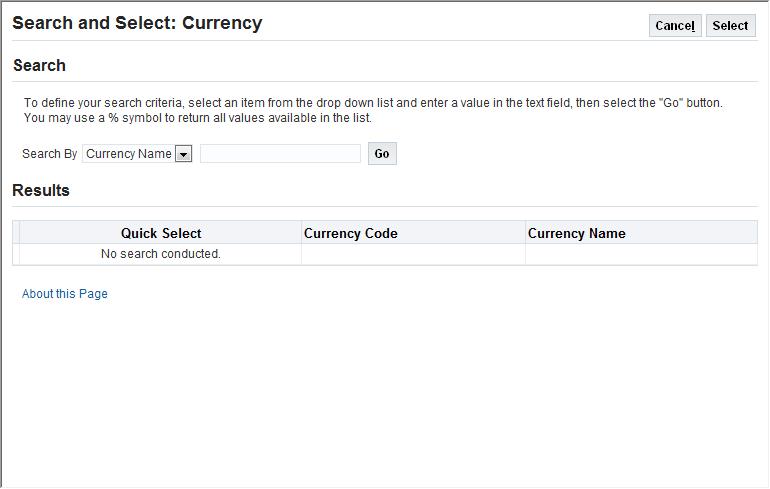 Search and Select: Currency
Cancel Select
Search
To define your search criteria, select an item from the drop down list and enter a value in the text field, then select the "Go" button.
You may use a % symbol to return all values available in the list.
Search By Currency Name Go
Results
Quick Select Currency Code Currency Name
No search conducted.
About this Page